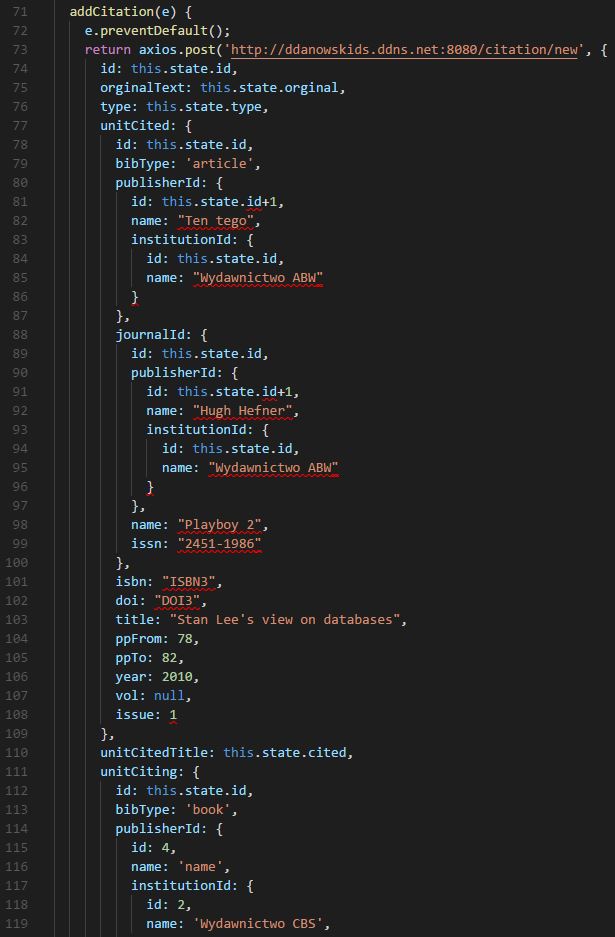 71 addCitation(e) {
72 e.preventDefault();
73 return axios.post('http://ddanowskids.ddns.net:8080/citation/new', {
74 id: this.state.id,
75 orginalText: this.state.orginal,
76 type: this.state.type,
77 unitCited: {
78 id: this.state.id,
79 bibType: 'article',
80 publisherId: {
81 id: this.state.id+1,
82 name: "Ten tego",
83 institutionId: {
84 id: this.state.id,
85 name: "Wydawnictwo ABW"
86 }
87 },
88 journalId: {
89 id: this.state.id,
90 publisherId: {
91 id: this.state.id+1,
92 name: "Hugh Hefner",
93 institutionId: {
94 id: this.state.id,
95 name: "Wydawnictwo ABW"
96 }
97 },
98 name: "Playboy 2",
99 issn: "2451-1986"
100 },
101 isbn: "ISBN3",
102 doi: "DOI3",
103 title: "Stan Lee's view on databases",
104 ppFrom: 78,
105 ppTo: 82,
106 year: 2010,
107 vol: null,
108 issue: 1
109 },
110 unitCitedTitle: this.state.cited,
111 unitCiting: {
112 id: this.state.id,
113 bibType: 'book',
114 publisherId: {
115 id: 4,
116 name: 'name',
117 institutionId: {
118 id: 2,
119 name: 'Wydawnictwo CBS',